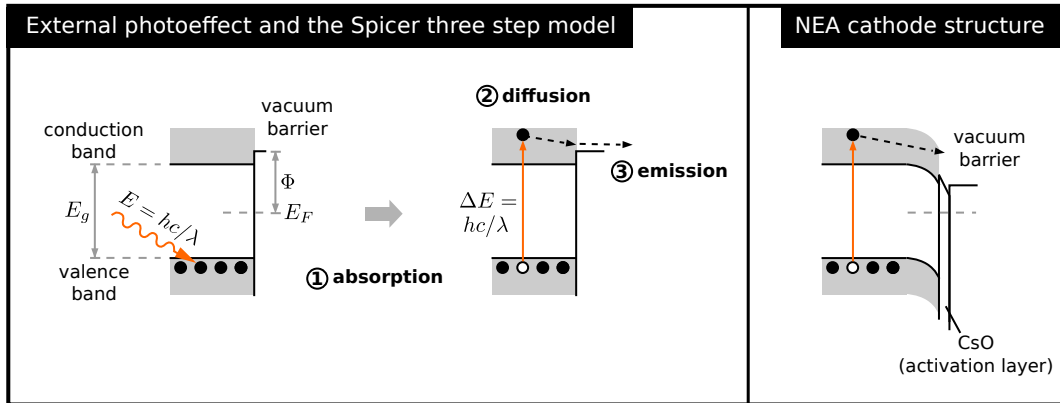 External photoeffect and the Spicer three step model
NEA cathode structure
conduction
band
vacuum
barrier
Φ
E_g
E = hc/λ
E_F
valence
band
① absorption
② diffusion
③ emission
ΔE =
hc/λ
vacuum
barrier
CsO
(activation layer)